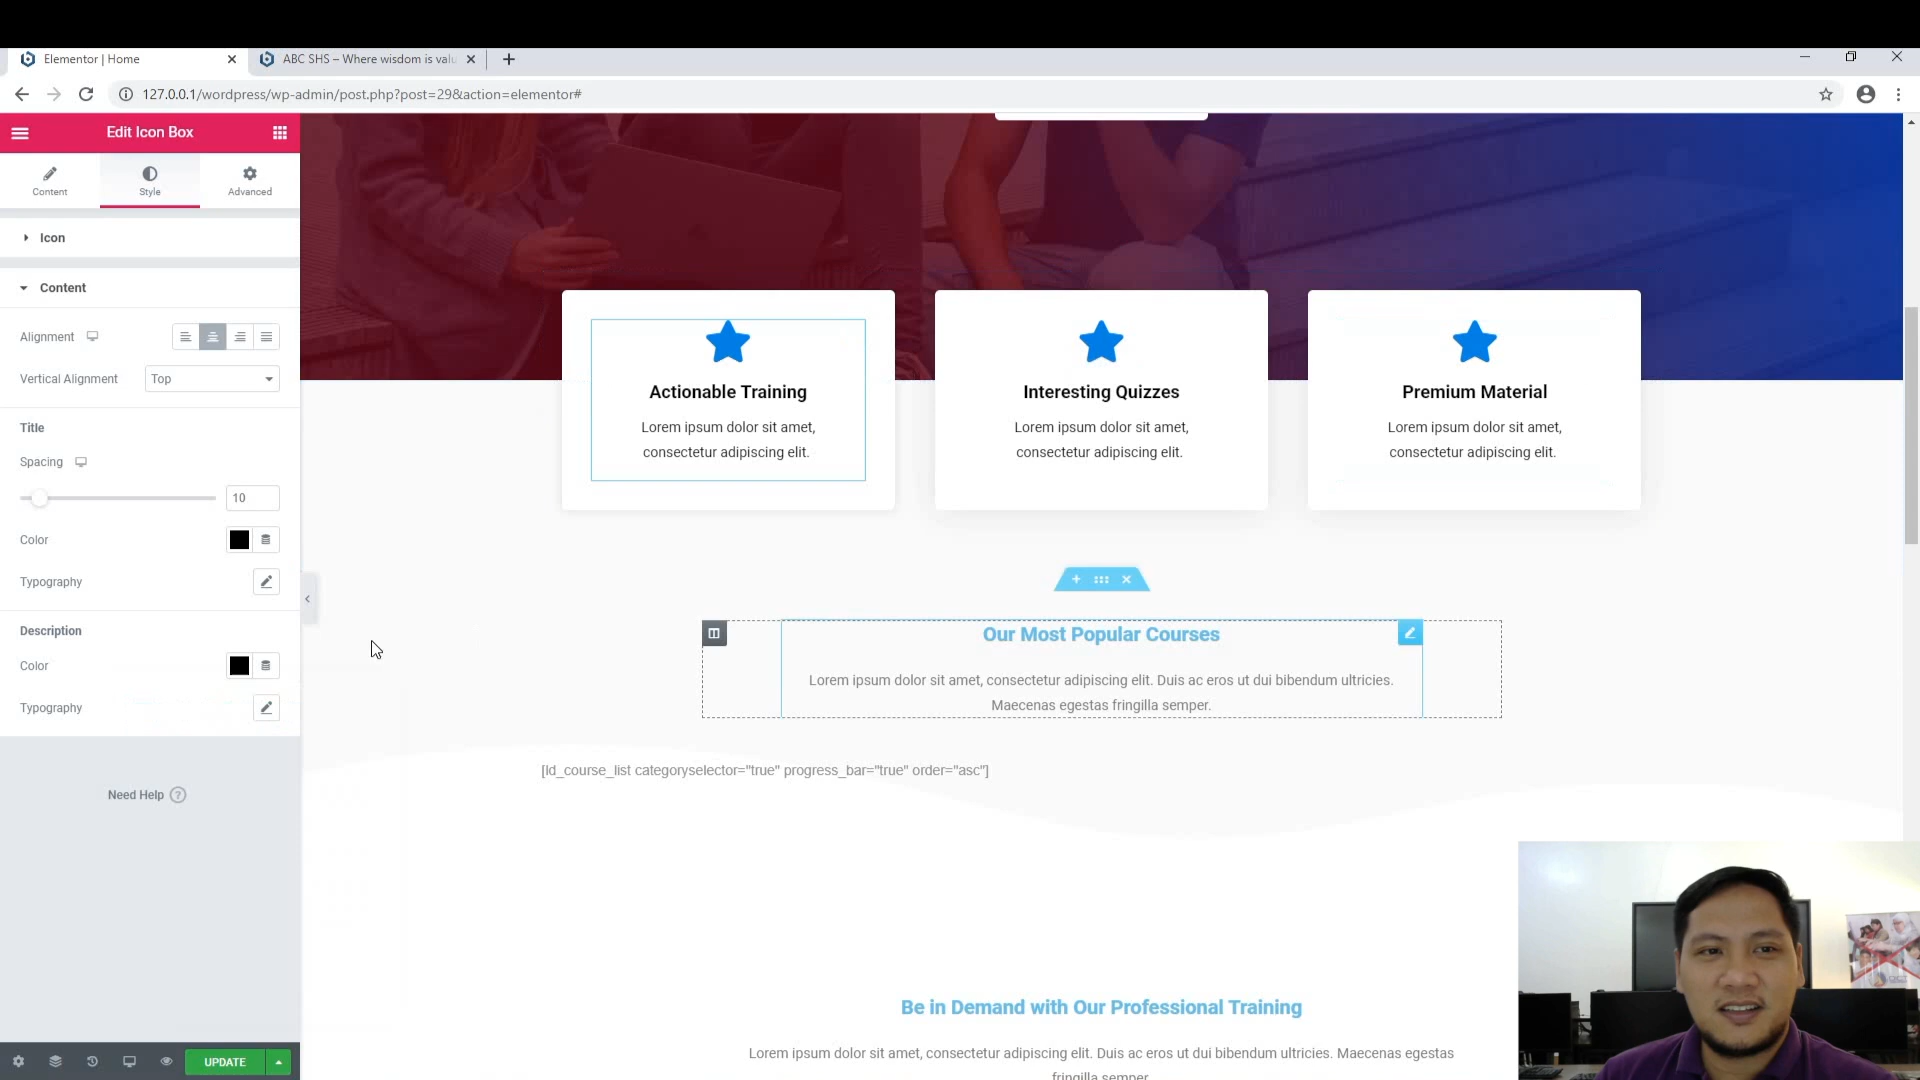 Elementor | Home
ABC SHS – Where wisdom is valu
127.0.0.1/wordpress/wp-admin/post.php?post=29&action=elementor#
Edit Icon Box
Content
Style
Advanced
Icon
Content
Alignment
Vertical Alignment
Top
Title
Spacing
10
Color
Typography
Description
Color
Typography
Need Help ?
UPDATE
Actionable Training
Lorem ipsum dolor sit amet,
consectetur adipiscing elit.
Interesting Quizzes
Lorem ipsum dolor sit amet,
consectetur adipiscing elit.
Premium Material
Lorem ipsum dolor sit amet,
consectetur adipiscing elit.
Our Most Popular Courses
Lorem ipsum dolor sit amet, consectetur adipiscing elit. Duis ac eros ut dui bibendum ultricies.
Maecenas egestas fringilla semper.
[ld_course_list categoryselector="true" progress_bar="true" order="asc"]
Be in Demand with Our Professional Training
Lorem ipsum dolor sit amet, consectetur adipiscing elit. Duis ac eros ut dui bibendum ultricies. Maecenas egestas
fringilla semper.